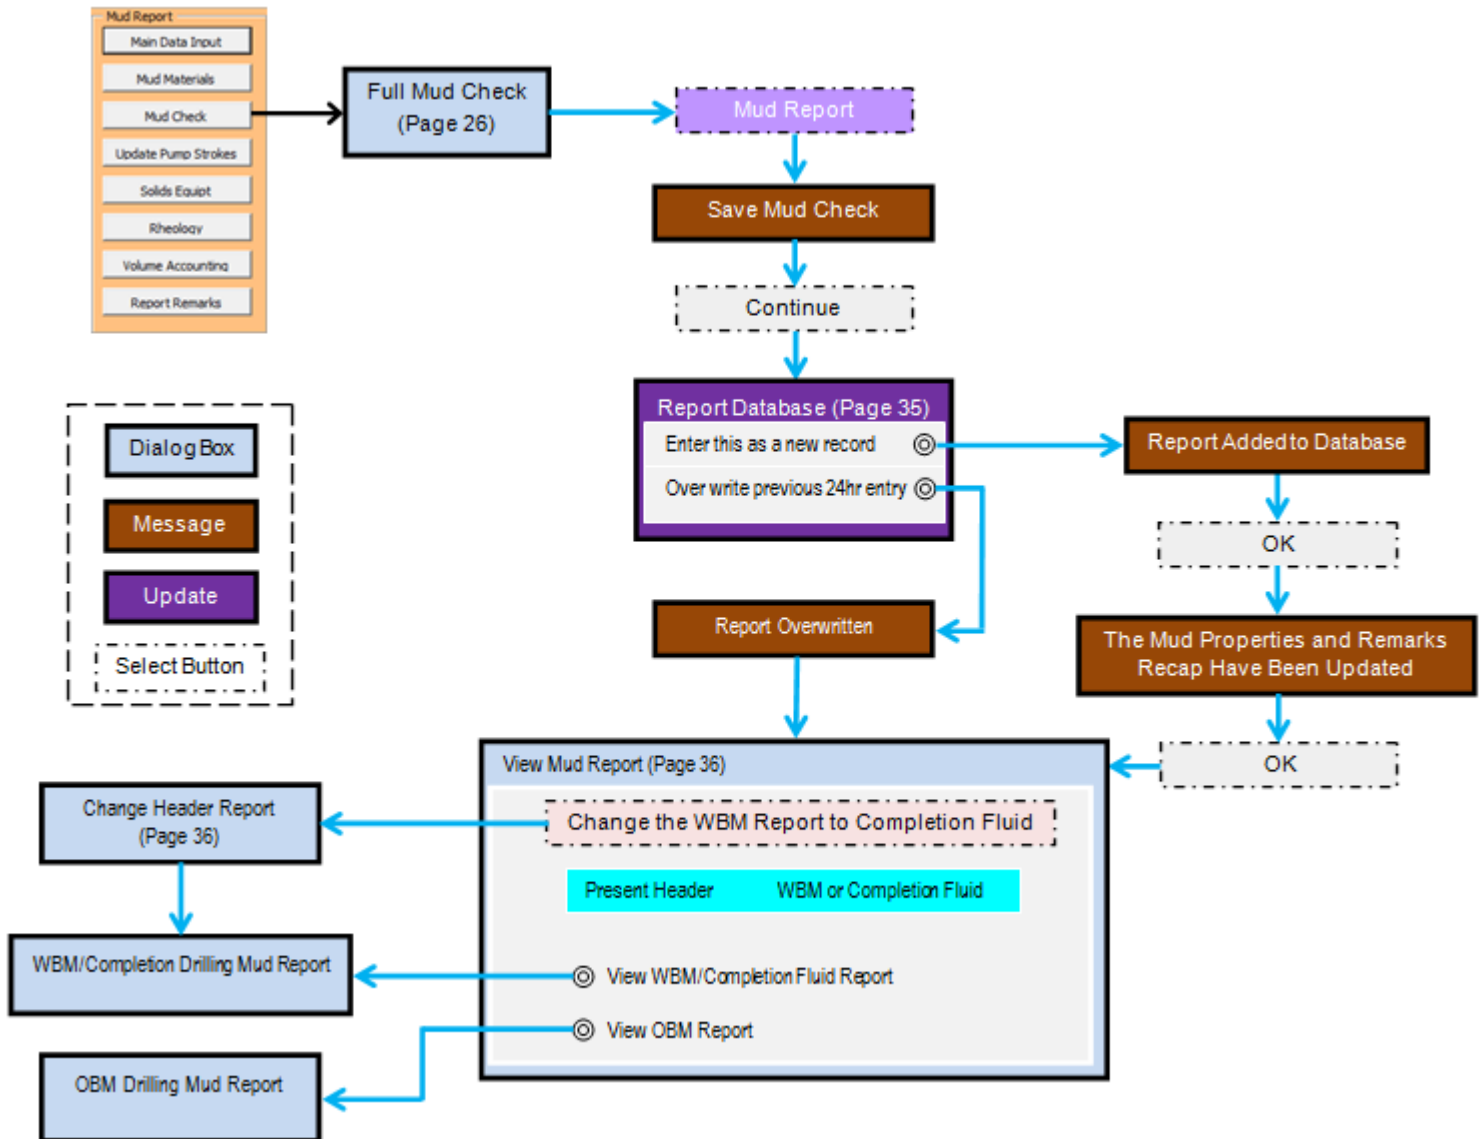 Mud Report
Main Data Input
Mud Materials
Mud Check
Update Pump Strokes
Solids Equipt
Rheology
Volume Accounting
Report Remarks
Full Mud Check
(Page 26)
Mud Report
Save Mud Check
Continue
Report Database (Page 35)
Enter this as a new record
Over write previous 24hr entry
Report Added to Database
OK
The Mud Properties and Remarks
Recap Have Been Updated
OK
Report Overwritten
Dialog Box
Message
Update
Select Button
View Mud Report (Page 36)
Change the WBM Report to Completion Fluid
Present Header WBM or Completion Fluid
View WBM/Completion Fluid Report
View OBM Report
Change Header Report
(Page 36)
WBM/Completion Drilling Mud Report
OBM Drilling Mud Report